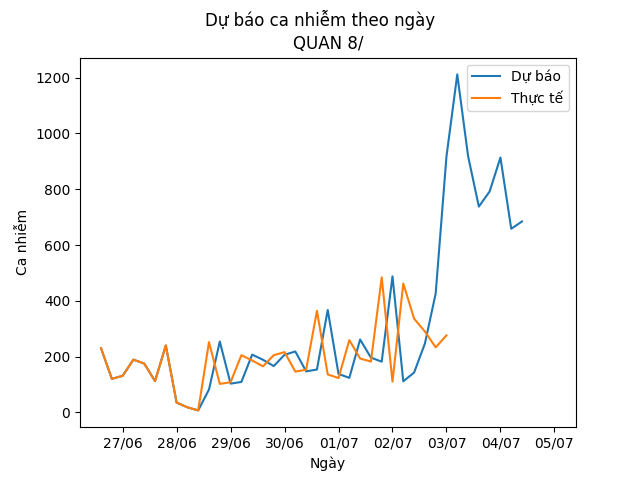 Dự báo ca nhiễm theo ngày
QUAN 8/
Dự báo
Thực tế
1200
1000
800
600
400
200
0
Ca nhiễm
27/06 28/06 29/06 30/06 01/07 02/07 03/07 04/07 05/07
Ngày